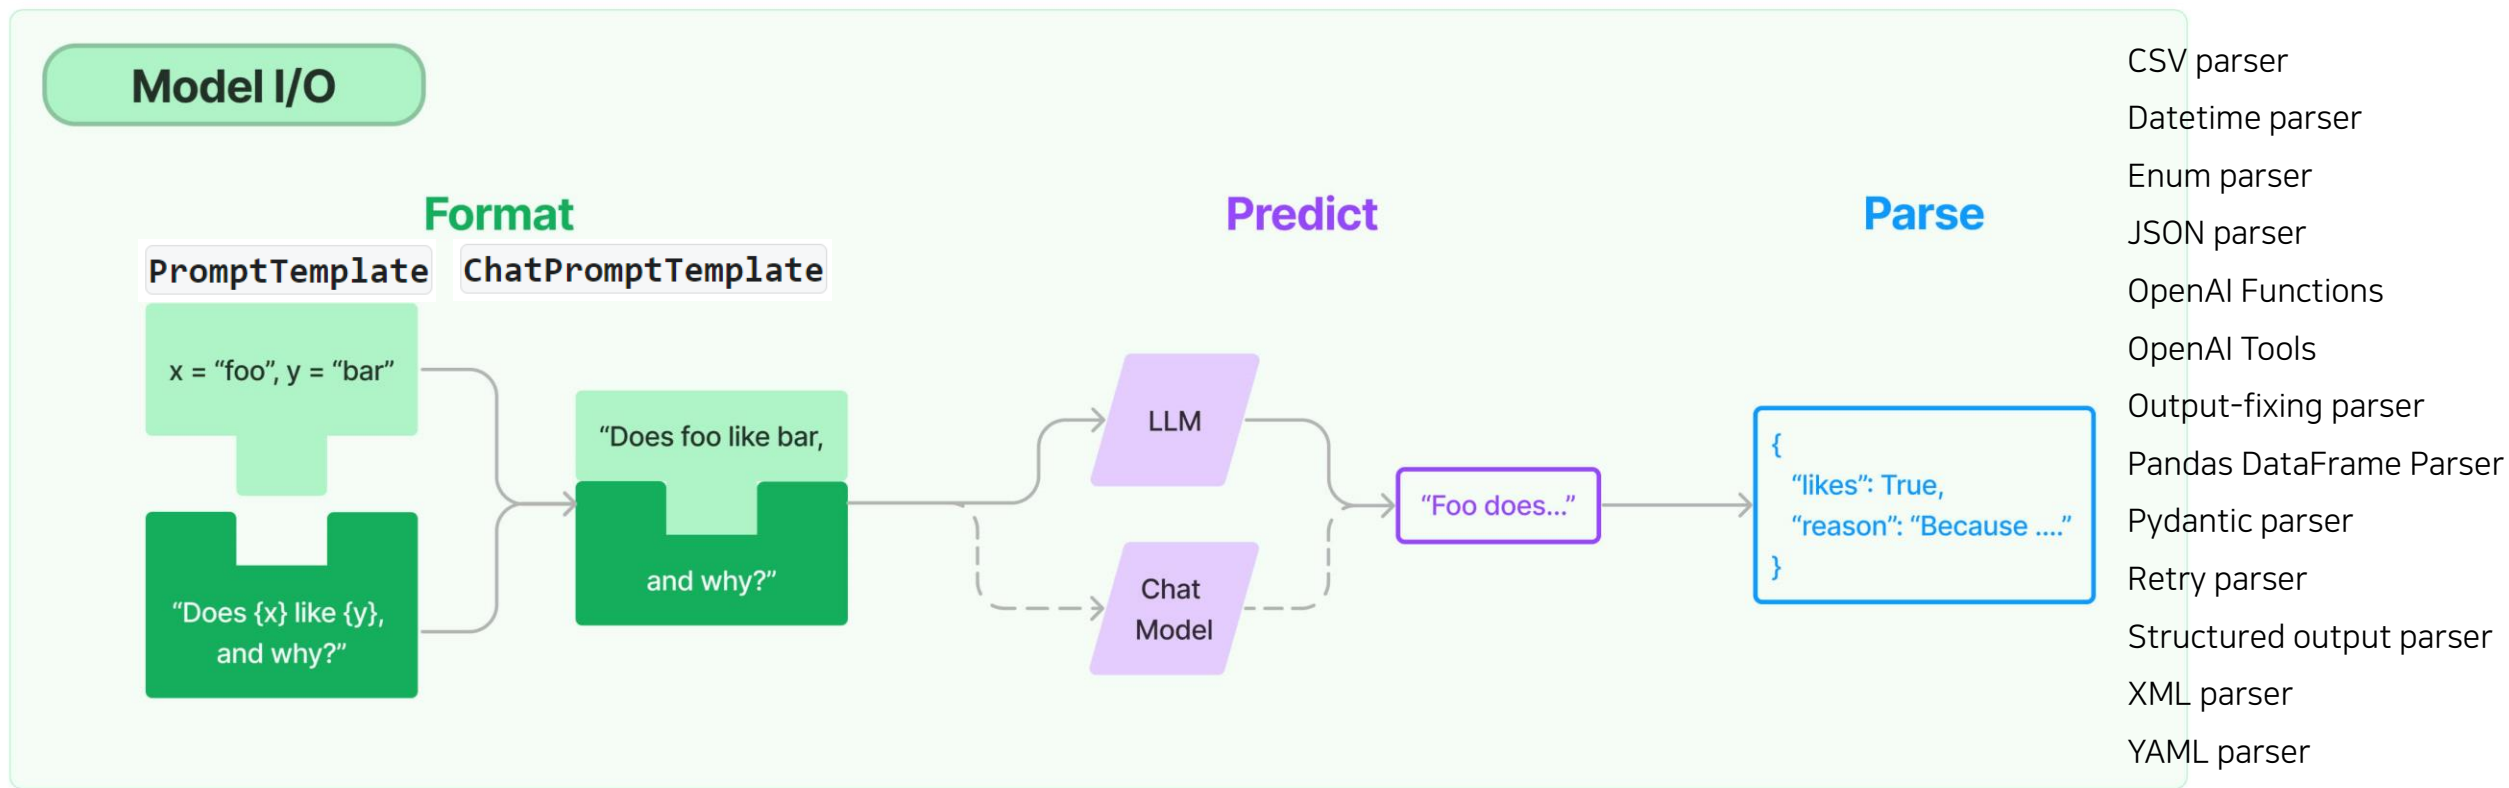 Model I/O
Format
PromptTemplate
ChatPromptTemplate
x = “foo”, y = “bar”
“Does {x} like {y},
and why?”
“Does foo like bar,
and why?”
Predict
LLM
Chat
Model
“Foo does...”
Parse
{
“likes”: True,
“reason”: “Because ....”
}
CSV parser
Datetime parser
Enum parser
JSON parser
OpenAI Functions
OpenAI Tools
Output-fixing parser
Pandas DataFrame Parser
Pydantic parser
Retry parser
Structured output parser
XML parser
YAML parser